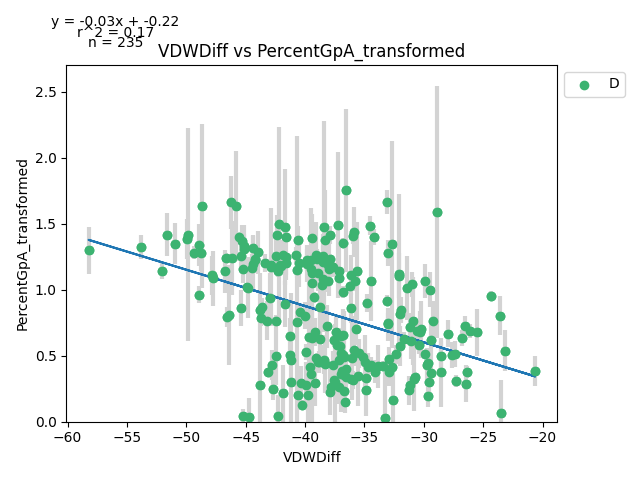 y = -0.03x + -0.22
r^2 = 0.17
n = 235
VDWDiff vs PercentGpA_transformed
D
PercentGpA_transformed
2.5
2.0
1.5
1.0
0.5
0.0
−60 −55 −50 −45 −40 −35 −30 −25 −20
VDWDiff